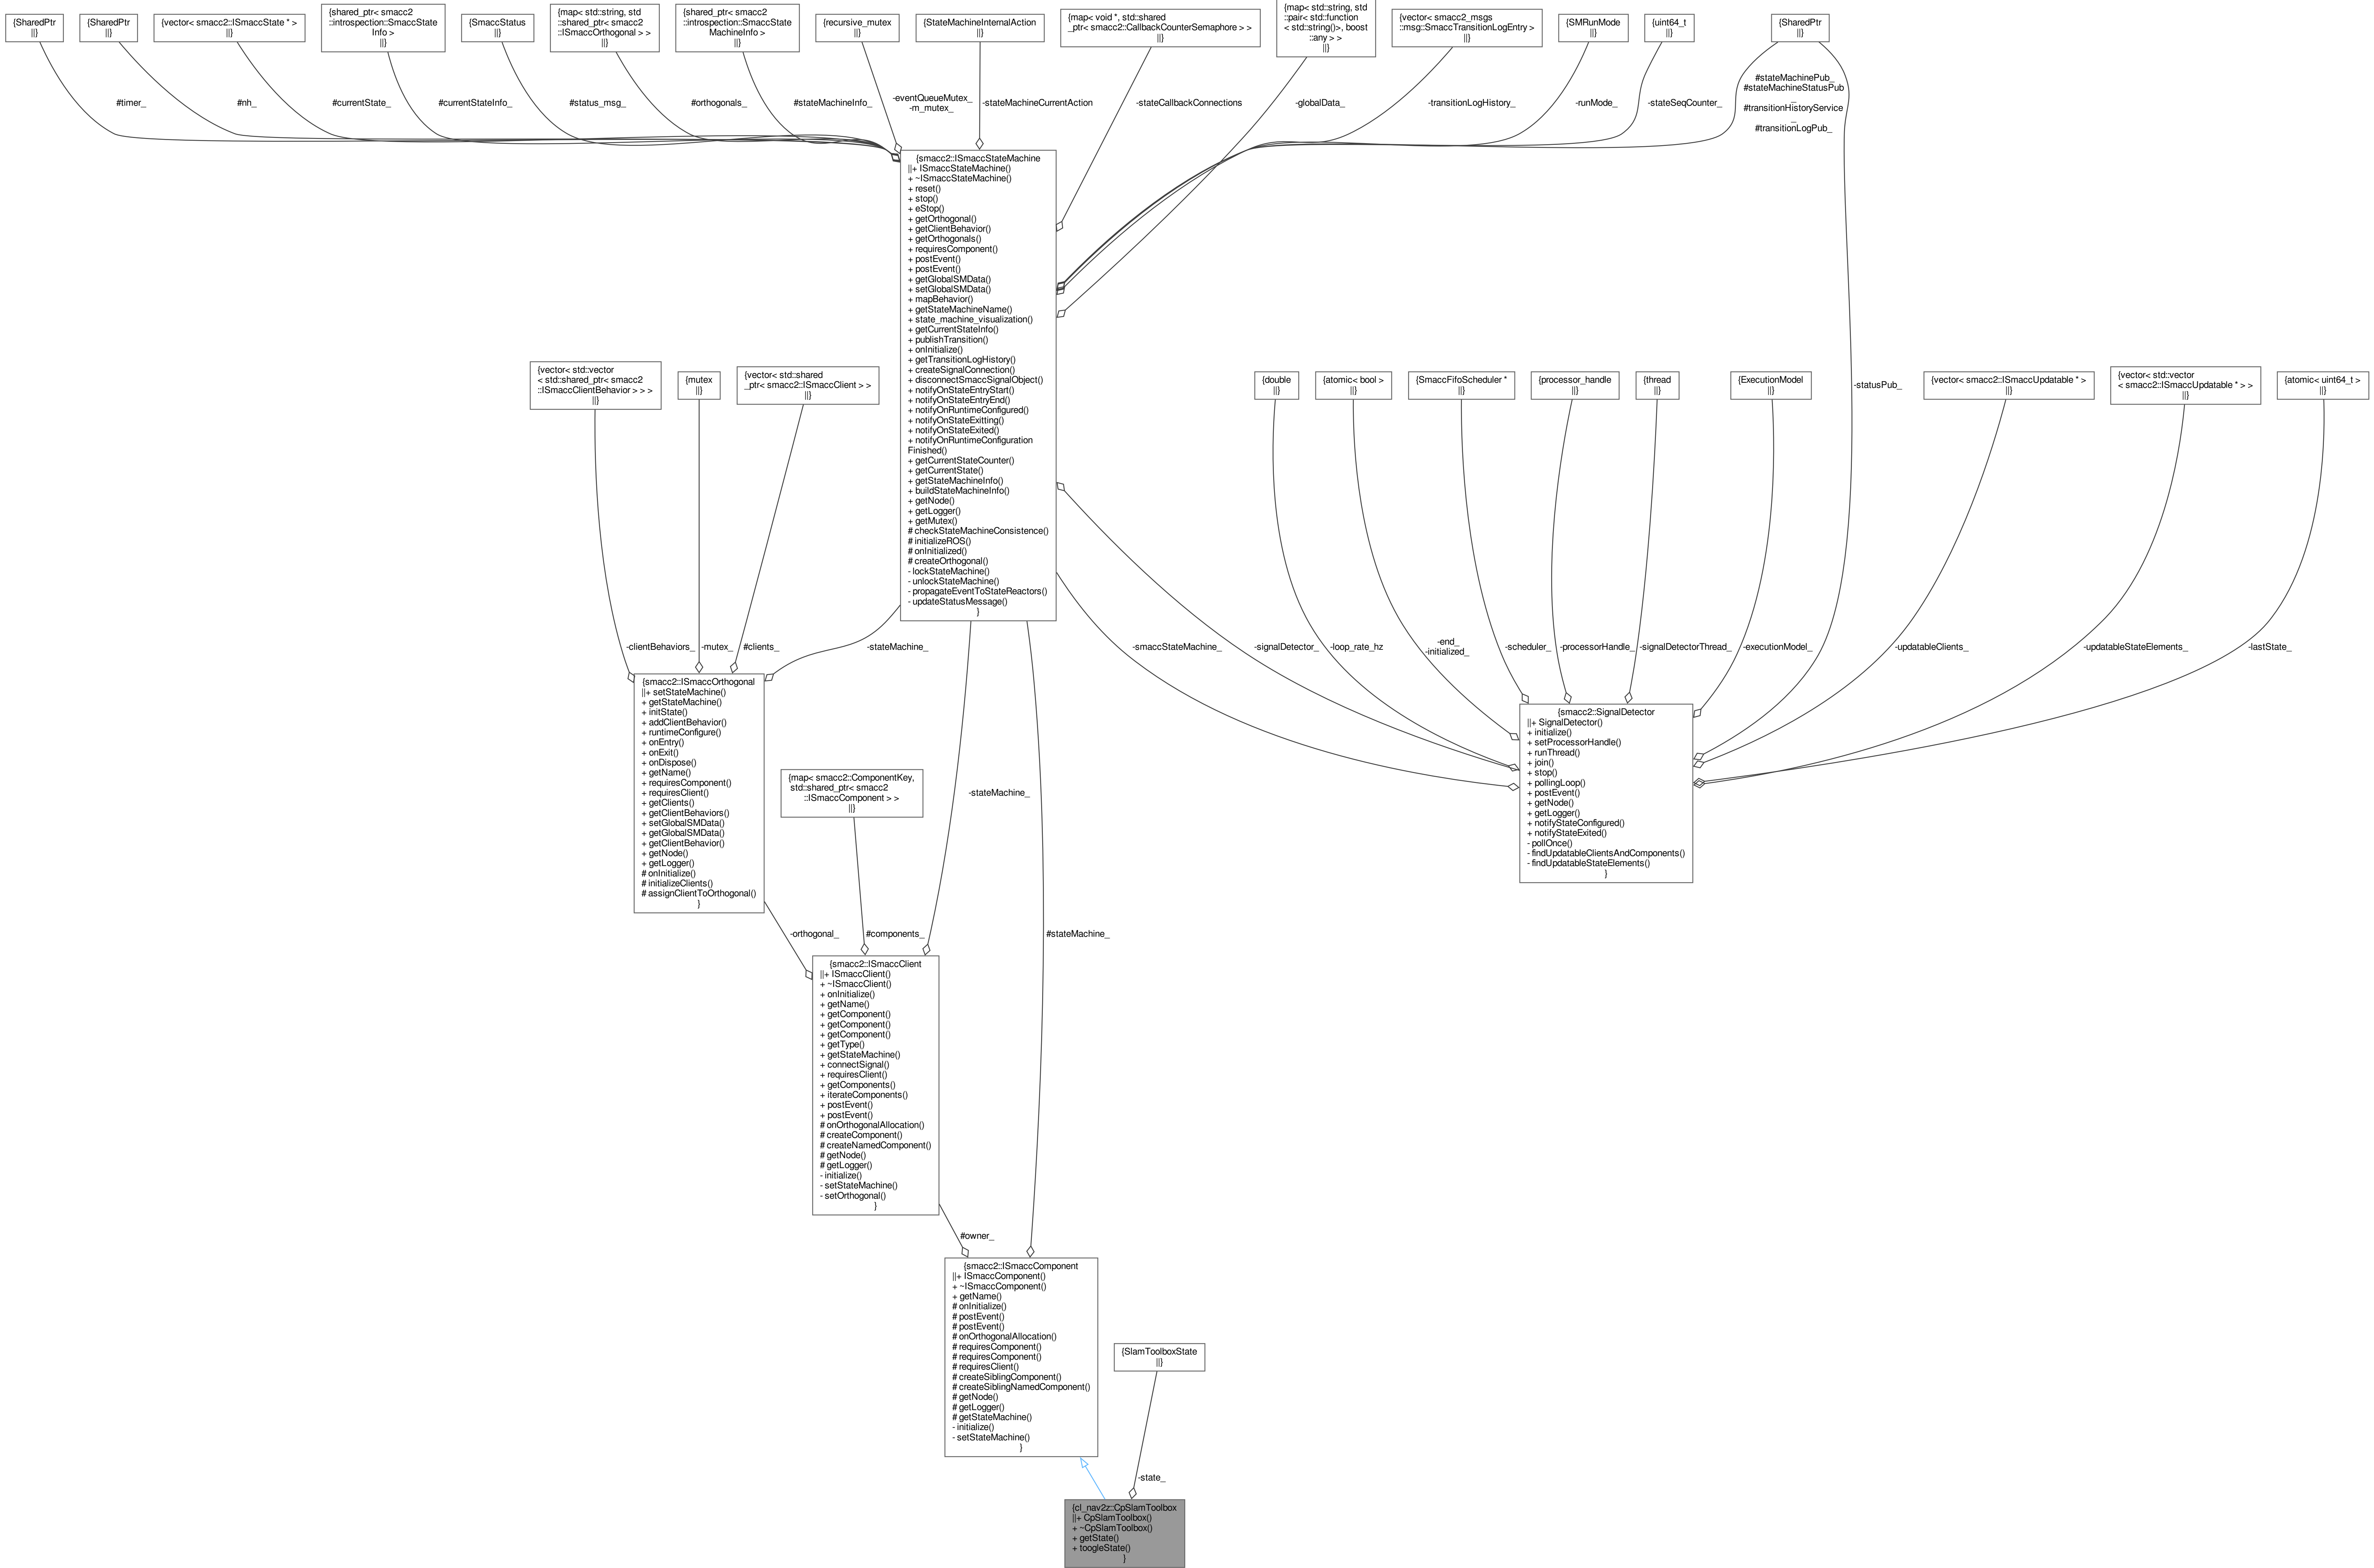 {SharedPtr
||}
{SharedPtr
||}
{vector< smacc2::ISmaccState * >
||}
{shared_ptr< smacc2
::introspection::SmaccState
Info >
||}
{SmaccStatus
||}
{map< std::string, std
::shared_ptr< smacc2
::ISmaccOrthogonal > >
||}
{shared_ptr< smacc2
::introspection::SmaccState
MachineInfo >
||}
{recursive_mutex
||}
{StateMachineInternalAction
||}
{map< void *, std::shared
_ptr< smacc2::CallbackCounterSemaphore > >
||}
{map< std::string, std
::pair< std::function
< std::string()>, boost
::any > >
||}
{vector< smacc2_msgs
::msg::SmaccTransitionLogEntry >
||}
{SMRunMode
||}
{uint64_t
||}
{SharedPtr
||}
#timer_
#nh_
#currentState_
#currentStateInfo_
#status_msg_
#orthogonals_
#stateMachineInfo_
-eventQueueMutex_
-m_mutex_
-stateMachineCurrentAction
-stateCallbackConnections
-globalData_
-transitionLogHistory_
-runMode_
-stateSeqCounter_
#stateMachinePub_
#stateMachineStatusPub
_
#transitionHistoryService
_
#transitionLogPub_
{smacc2::ISmaccStateMachine
||+ ISmaccStateMachine()
+ ~ISmaccStateMachine()
+ reset()
+ stop()
+ eStop()
+ getOrthogonal()
+ getClientBehavior()
+ getOrthogonals()
+ requiresComponent()
+ postEvent()
+ postEvent()
+ getGlobalSMData()
+ setGlobalSMData()
+ mapBehavior()
+ getStateMachineName()
+ state_machine_visualization()
+ getCurrentStateInfo()
+ publishTransition()
+ onInitialize()
+ getTransitionLogHistory()
+ createSignalConnection()
+ disconnectSmaccSignalObject()
+ notifyOnStateEntryStart()
+ notifyOnStateEntryEnd()
+ notifyOnRuntimeConfigured()
+ notifyOnStateExitting()
+ notifyOnStateExited()
+ notifyOnRuntimeConfiguration
Finished()
+ getCurrentStateCounter()
+ getCurrentState()
+ getStateMachineInfo()
+ buildStateMachineInfo()
+ getNode()
+ getLogger()
+ getMutex()
# checkStateMachineConsistence()
# initializeROS()
# onInitialized()
# createOrthogonal()
- lockStateMachine()
- unlockStateMachine()
- propagateEventToStateReactors()
- updateStatusMessage()
}
{vector< std::vector
< std::shared_ptr< smacc2
::ISmaccClientBehavior > > >
||}
{mutex
||}
{vector< std::shared
_ptr< smacc2::ISmaccClient > >
||}
{double
||}
{atomic< bool >
||}
{SmaccFifoScheduler *
||}
{processor_handle
||}
{thread
||}
{ExecutionModel
||}
-statusPub_
{vector< smacc2::ISmaccUpdatable * >
||}
{vector< std::vector
< smacc2::ISmaccUpdatable * > >
||}
{atomic< uint64_t >
||}
-clientBehaviors_
-mutex_
#clients_
-stateMachine_
-smaccStateMachine_
-signalDetector_
-loop_rate_hz
-end_
-initialized_
-scheduler_
-processorHandle_
-signalDetectorThread_
-executionModel_
-updatableClients_
-updatableStateElements_
-lastState_
{smacc2::ISmaccOrthogonal
||+ setStateMachine()
+ getStateMachine()
+ initState()
+ addClientBehavior()
+ runtimeConfigure()
+ onEntry()
+ onExit()
+ onDispose()
+ getName()
+ requiresComponent()
+ requiresClient()
+ getClients()
+ getClientBehaviors()
+ setGlobalSMData()
+ getGlobalSMData()
+ getClientBehavior()
+ getNode()
+ getLogger()
# onInitialize()
# initializeClients()
# assignClientToOrthogonal()
}
{smacc2::SignalDetector
||+ SignalDetector()
+ initialize()
+ setProcessorHandle()
+ runThread()
+ join()
+ stop()
+ pollingLoop()
+ postEvent()
+ getNode()
+ getLogger()
+ notifyStateConfigured()
+ notifyStateExited()
- pollOnce()
- findUpdatableClientsAndComponents()
- findUpdatableStateElements()
}
{map< smacc2::ComponentKey,
std::shared_ptr< smacc2
::ISmaccComponent > >
||}
-stateMachine_
-orthogonal_
#components_
#stateMachine_
{smacc2::ISmaccClient
||+ ISmaccClient()
+ ~ISmaccClient()
+ onInitialize()
+ getName()
+ getComponent()
+ getComponent()
+ getComponent()
+ getType()
+ getStateMachine()
+ connectSignal()
+ requiresClient()
+ getComponents()
+ iterateComponents()
+ postEvent()
+ postEvent()
# onOrthogonalAllocation()
# createComponent()
# createNamedComponent()
# getNode()
# getLogger()
- initialize()
- setStateMachine()
- setOrthogonal()
}
#owner_
{smacc2::ISmaccComponent
||+ ISmaccComponent()
+ ~ISmaccComponent()
+ getName()
# onInitialize()
# postEvent()
# postEvent()
# onOrthogonalAllocation()
# requiresComponent()
# requiresComponent()
# requiresClient()
# createSiblingComponent()
# createSiblingNamedComponent()
# getNode()
# getLogger()
# getStateMachine()
- initialize()
- setStateMachine()
}
{SlamToolboxState
||}
-state_
{cl_nav2z::CpSlamToolbox
||+ CpSlamToolbox()
+ ~CpSlamToolbox()
+ getState()
+ toogleState()
}